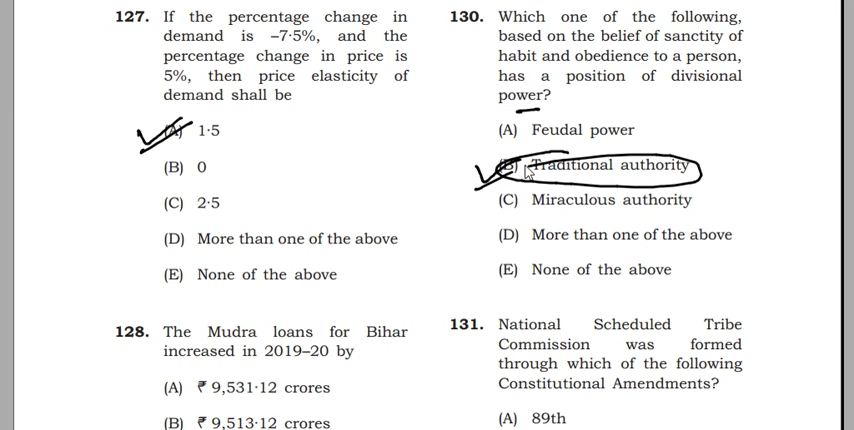 127. If the percentage change in
demand is –7·5%, and the
percentage change in price is
5%, then price elasticity of
demand shall be
(A) 1·5
(B) 0
(C) 2·5
(D) More than one of the above
(E) None of the above
128. The Mudra loans for Bihar
increased in 2019–20 by
(A) ₹ 9,531·12 crores
(B) ₹ 9,513·12 crores
130. Which one of the following,
based on the belief of sanctity of
habit and obedience to a person,
has a position of divisional
power?
(A) Feudal power
(B) Traditional authority
(C) Miraculous authority
(D) More than one of the above
(E) None of the above
131. National Scheduled Tribe
Commission was formed
through which of the following
Constitutional Amendments?
(A) 89th